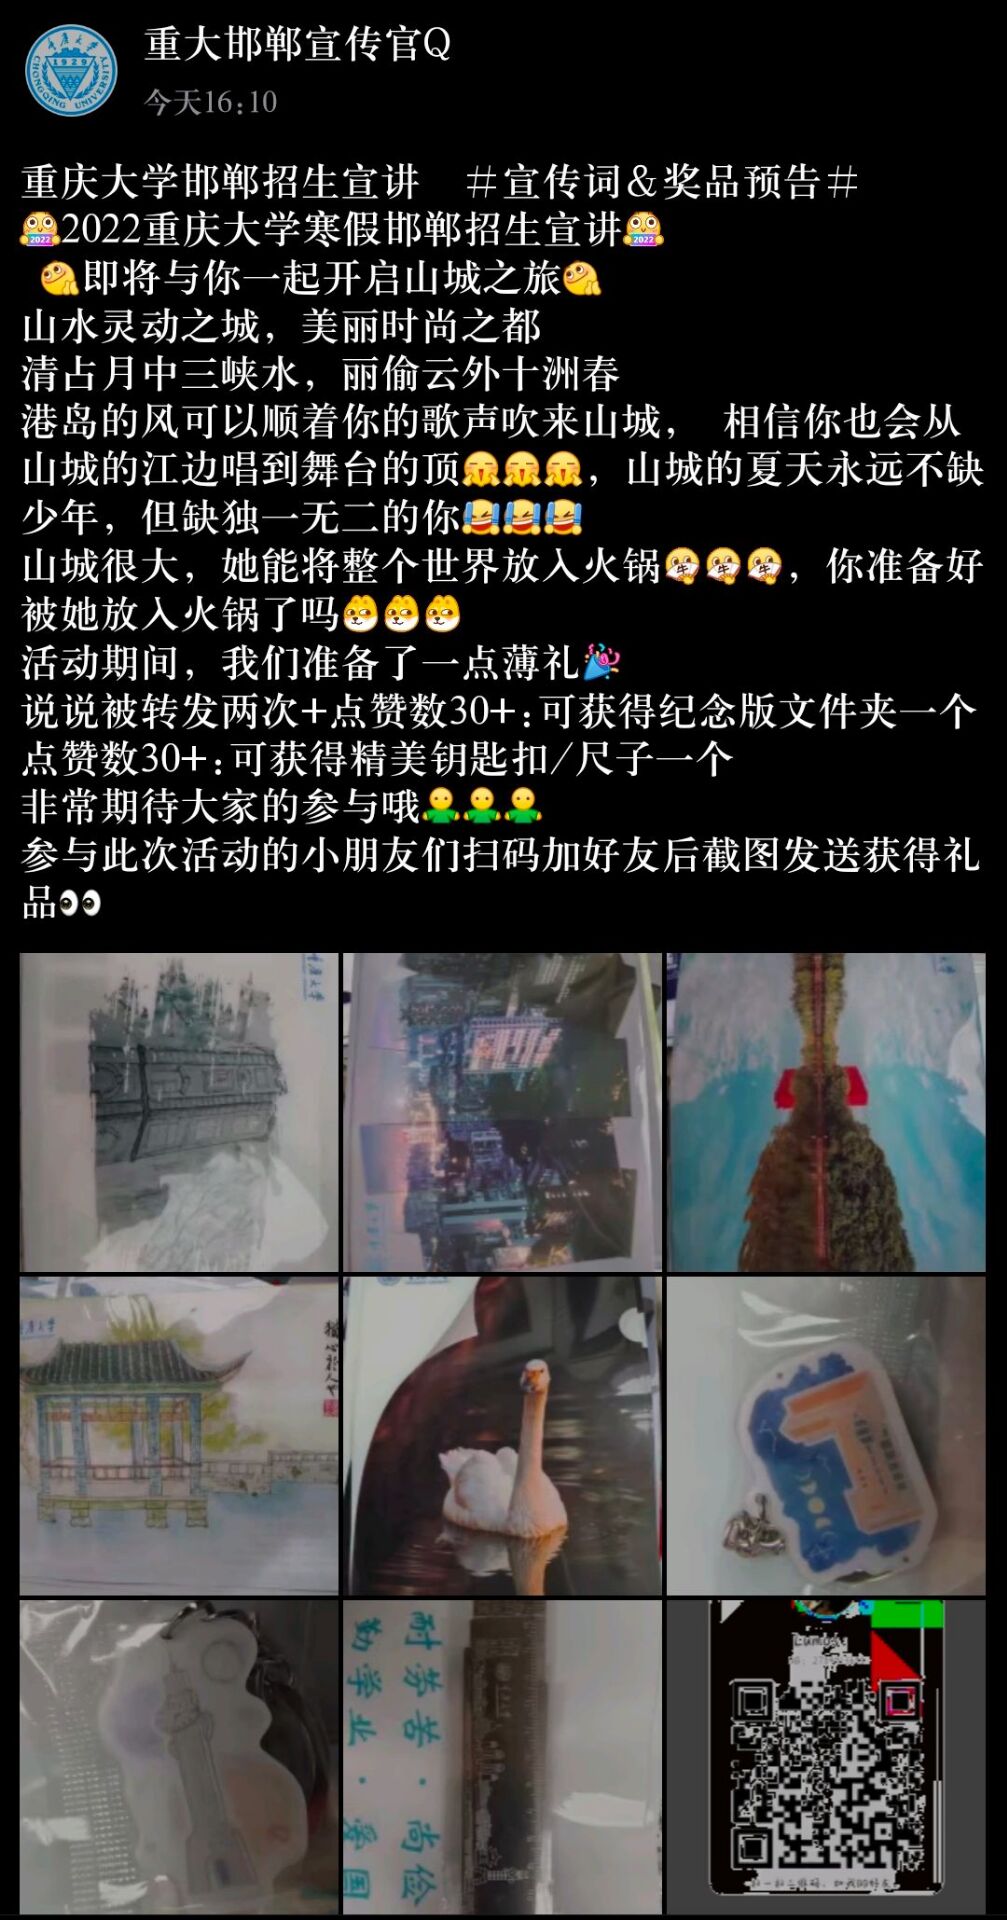 重大邯郸宣传官Q
今天16:10
重庆大学邯郸招生宣讲 #宣传词&奖品预告#
2022重庆大学寒假邯郸招生宣讲
即将与你一起开启山城之旅
山水灵动之城，美丽时尚之都
清占月中三峡水，丽偷云外十洲春
港岛的风可以顺着你的歌声吹来山城， 相信你也会从
山城的江边唱到舞台的顶，山城的夏天永远不缺
少年，但缺独一无二的你
山城很大，她能将整个世界放入火锅，你准备好
被她放入火锅了吗
活动期间，我们准备了一点薄礼
说说被转发两次+点赞数30+:可获得纪念版文件夹一个
点赞数30+:可获得精美钥匙扣/尺子一个
非常期待大家的参与哦
参与此次活动的小朋友们扫码加好友后截图发送获得礼
品
CHONGQING UNIVERSITY
1929
重庆大学
耐劳苦·尚俭
勤学业·爱国